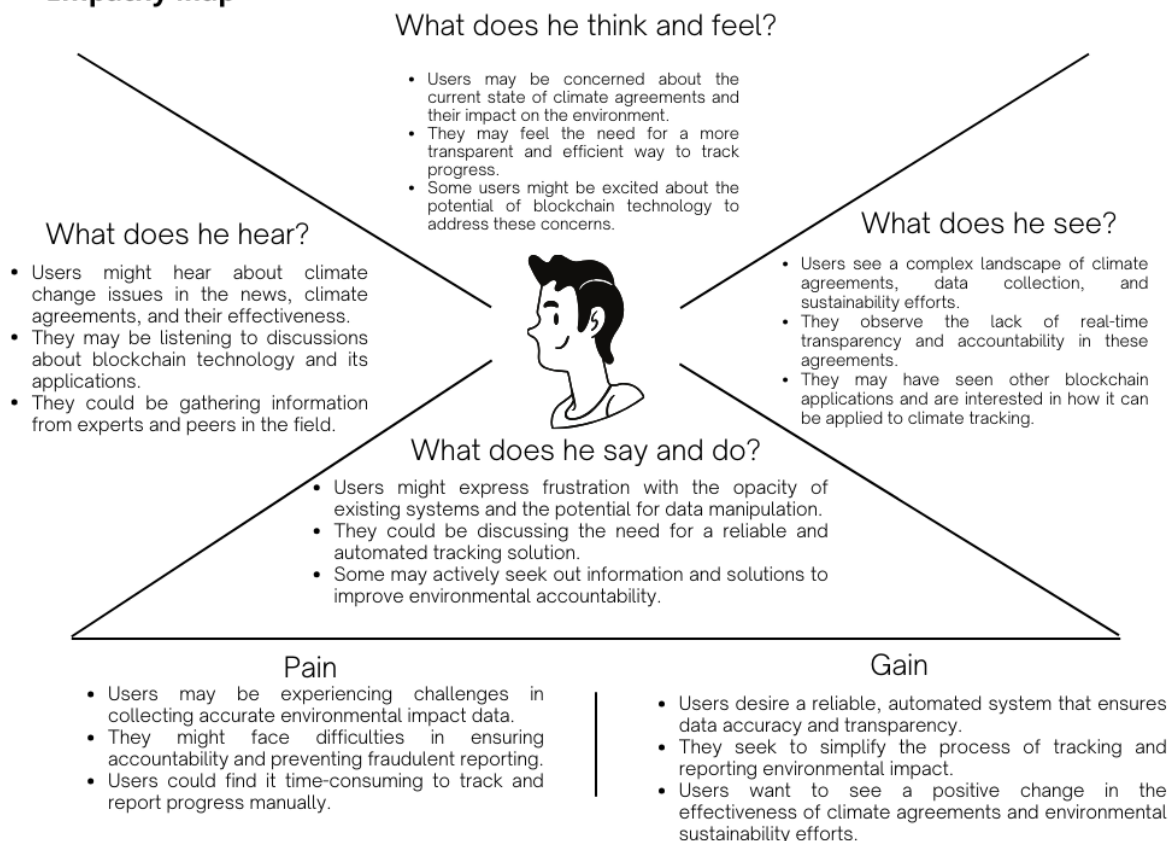 Empathy Map
What does he think and feel?
• Users may be concerned about the
current state of climate agreements and
their impact on the environment.
• They may feel the need for a more
transparent and efficient way to track
progress.
• Some users might be excited about the
potential of blockchain technology to
address these concerns.
What does he hear?
• Users might hear about climate
change issues in the news, climate
agreements, and their effectiveness.
• They may be listening to discussions
about blockchain technology and its
applications.
• They could be gathering information
from experts and peers in the field.
What does he see?
• Users see a complex landscape of climate
agreements, data collection, and
sustainability efforts.
• They observe the lack of real-time
transparency and accountability in these
agreements.
• They may have seen other blockchain
applications and are interested in how it can
be applied to climate tracking.
What does he say and do?
• Users might express frustration with the opacity of
existing systems and the potential for data manipulation.
• They could be discussing the need for a reliable and
automated tracking solution.
• Some may actively seek out information and solutions to
improve environmental accountability.
Pain
• Users may be experiencing challenges in
collecting accurate environmental impact data.
• They might face difficulties in ensuring
accountability and preventing fraudulent reporting.
• Users could find it time-consuming to track and
report progress manually.
Gain
• Users desire a reliable, automated system that ensures
data accuracy and transparency.
• They seek to simplify the process of tracking and
reporting environmental impact.
• Users want to see a positive change in the
effectiveness of climate agreements and environmental
sustainability efforts.